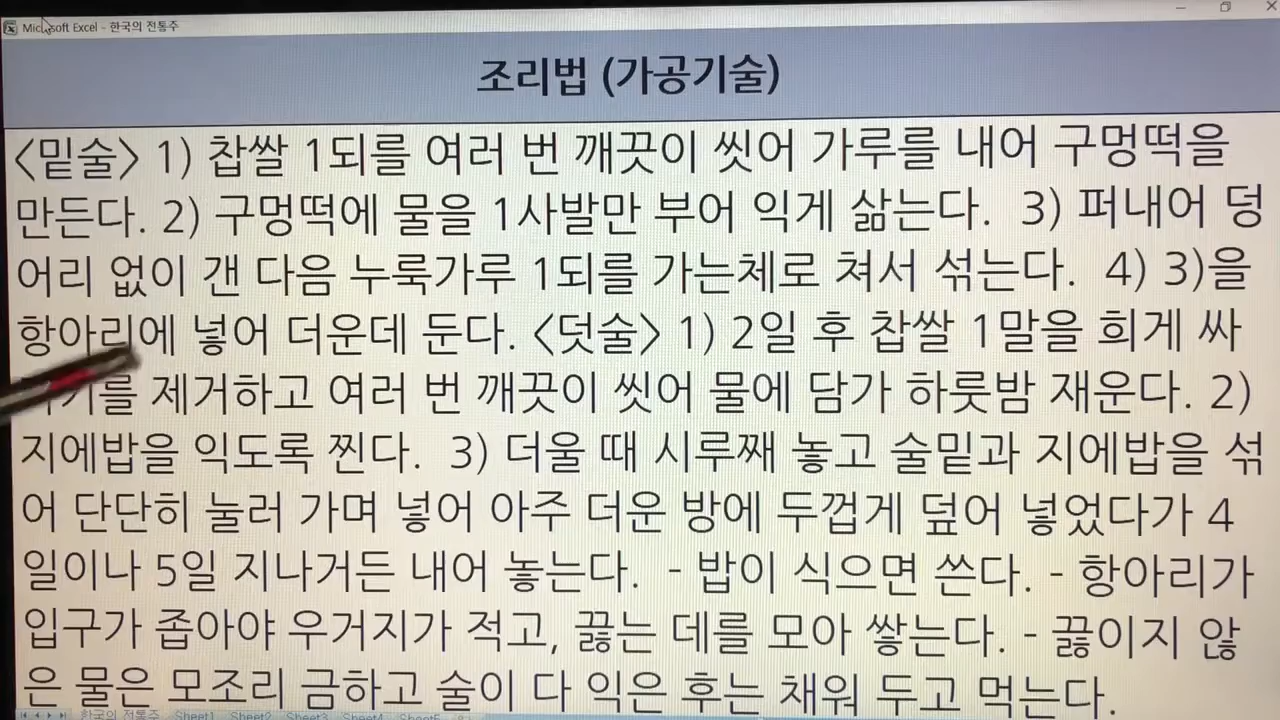 Microsoft Excel - 한국의 전통주
조리법 (가공기술)
〈밑술〉 1) 찹쌀 1되를 여러 번 깨끗이 씻어 가루를 내어 구멍떡을
만든다. 2) 구멍떡에 물을 1사발만 부어 익게 삶는다. 3) 퍼내어 덩
어리 없이 갠 다음 누룩가루 1되를 가는체로 쳐서 섞는다. 4) 3)을
항아리에 넣어 더운데 둔다. 〈덧술〉 1) 2일 후 찹쌀 1말을 희게 싸
를 제거하고 여러 번 깨끗이 씻어 물에 담가 하룻밤 재운다. 2)
지에밥을 익도록 찐다. 3) 더울 때 시루째 놓고 술밑과 지에밥을 섞
어 단단히 눌러 가며 넣어 아주 더운 방에 두껍게 덮어 넣었다가 4
일이나 5일 지나거든 내어 놓는다. - 밥이 식으면 쓴다. - 항아리가
입구가 좁아야 우거지가 적고, 끓는 데를 모아 쌓는다. - 끓이지 않
은 물은 모조리 금하고 술이 다 익은 후는 채워 두고 먹는다.
한국의 전통주 Sheet1 Sheet2 Sheet3 Sheet4 Sheet5